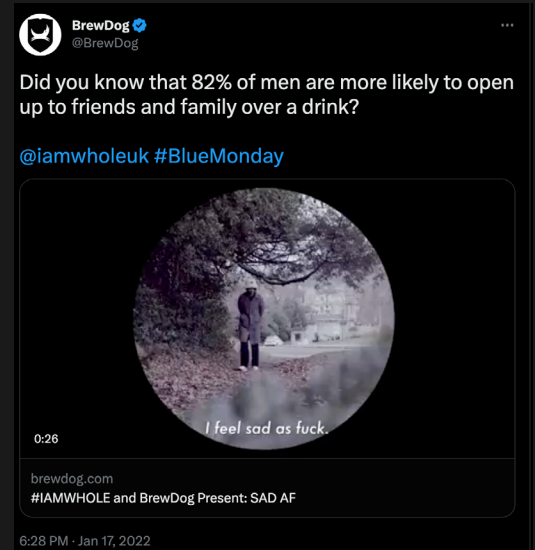 BrewDog
@BrewDog
Did you know that 82% of men are more likely to open
up to friends and family over a drink?
@iamwholeuk #BlueMonday
I feel sad as fuck.
0:26
brewdog.com
#IAMWHOLE and BrewDog Present: SAD AF
6:28 PM · Jan 17, 2022